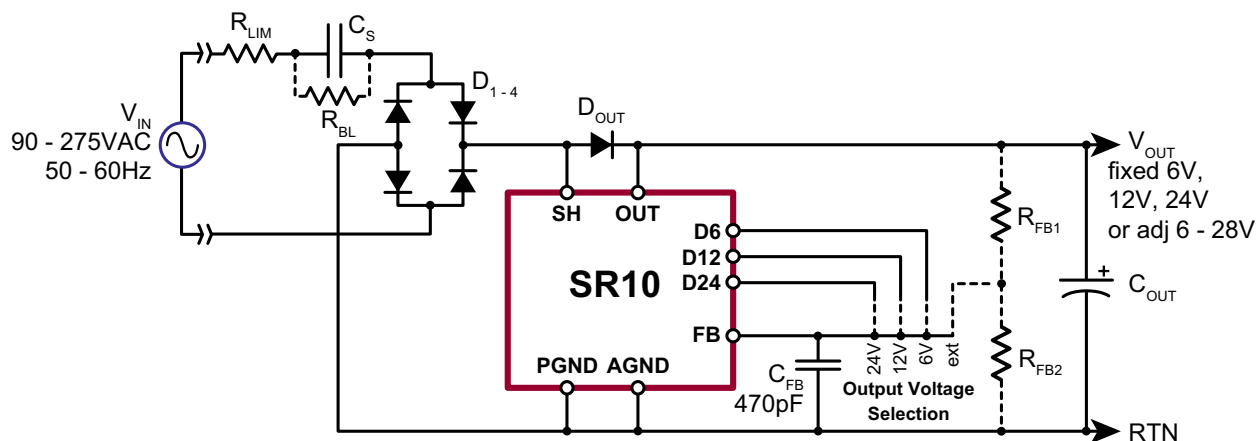 R_LIM
C_S
R_BL
D_1 - 4
V_IN
90 - 275VAC
50 - 60Hz
D_OUT
V_OUT
fixed 6V,
12V, 24V
or adj 6 - 28V
SH
OUT
D6
D12
D24
FB
SR10
PGND
AGND
R_FB1
R_FB2
C_OUT
+
C_FB
470pF
24V
12V
6V
ext
Output Voltage
Selection
RTN